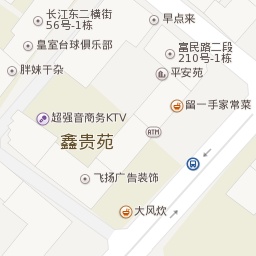 长江东二横街
56号-1栋
早点来
皇室台球俱乐部
富民路二段
210号-1栋
胖妹干杂
平安苑
留一手家常菜
超强音商务KTV
ATM
鑫贵苑
飞扬广告装饰
大风炊